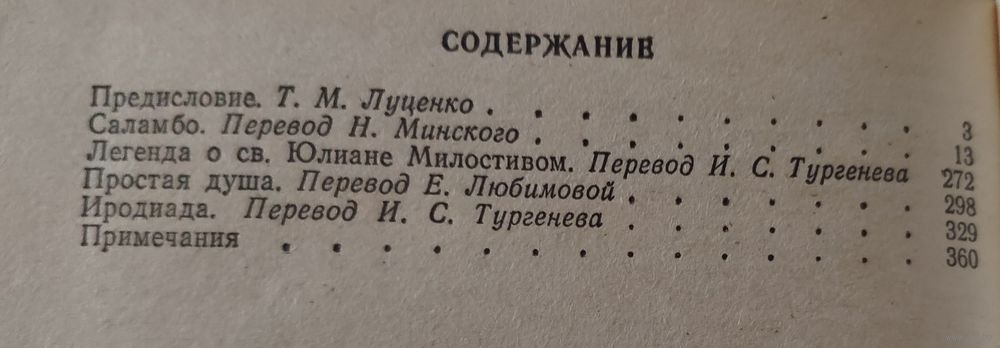 СОДЕРЖАНИЕ
Предисловие. Т. М. Луценко . . . . . . . . . . 3
Саламбо. Перевод Н. Минского . . . . . . . . . 13
Легенда о св. Юлиане Милостивом. Перевод И. С. Тургенева 272
Простая душа. Перевод Е. Любимовой . . . . . . . 298
Иродиада. Перевод И. С. Тургенева . . . . . . . 329
Примечания . . . . . . . . . . . . . . 360